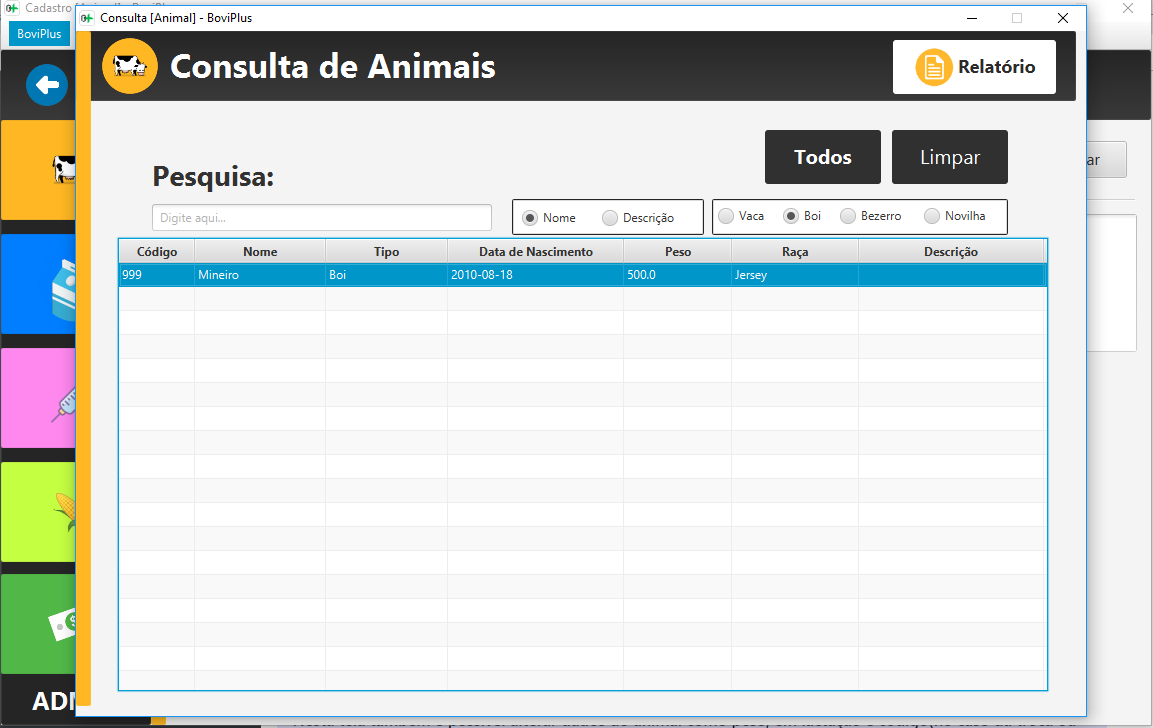 Cadastro [Animal] - BoviPlus
Consulta [Animal] - BoviPlus
BoviPlus
Consulta de Animais
Relatório
Todos
Limpar
ar
Pesquisa:
Digite aqui...
Nome
Descrição
Vaca
Boi
Bezerro
Novilha
Código Nome Tipo Data de Nascimento Peso Raça Descrição
999 Mineiro Boi 2010-08-18 500.0 Jersey
ADM